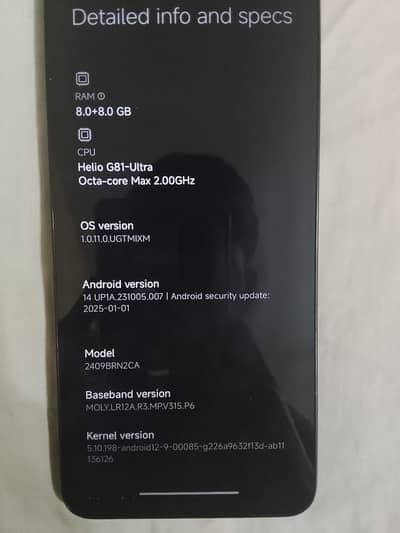 Detailed info and specs
RAM
8.0+8.0 GB
CPU
Helio G81-Ultra
Octa-core Max 2.00GHz
OS version
1.0.11.0.UGTMIXM
Android version
14 UP1A.231005.007 | Android security update:
2025-01-01
Model
2409BRN2CA
Baseband version
MOLY.LR12A.R3.MP.V315.P6
Kernel version
5.10.198-android12-9-00085-g226a9632f13d-ab11
136126